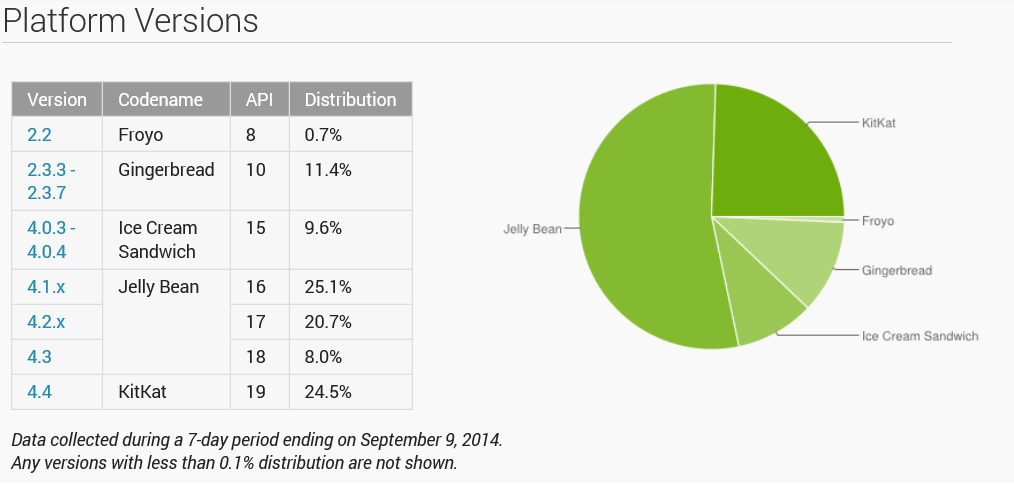 Platform Versions
Version Codename API Distribution
2.2 Froyo 8 0.7%
2.3.3 - Gingerbread 10 11.4%
2.3.7
4.0.3 - Ice Cream 15 9.6%
4.0.4 Sandwich
4.1.x Jelly Bean 16 25.1%
4.2.x 17 20.7%
4.3 18 8.0%
4.4 KitKat 19 24.5%
KitKat
Froyo
Jelly Bean
Gingerbread
Ice Cream Sandwich
Data collected during a 7-day period ending on September 9, 2014.
Any versions with less than 0.1% distribution are not shown.